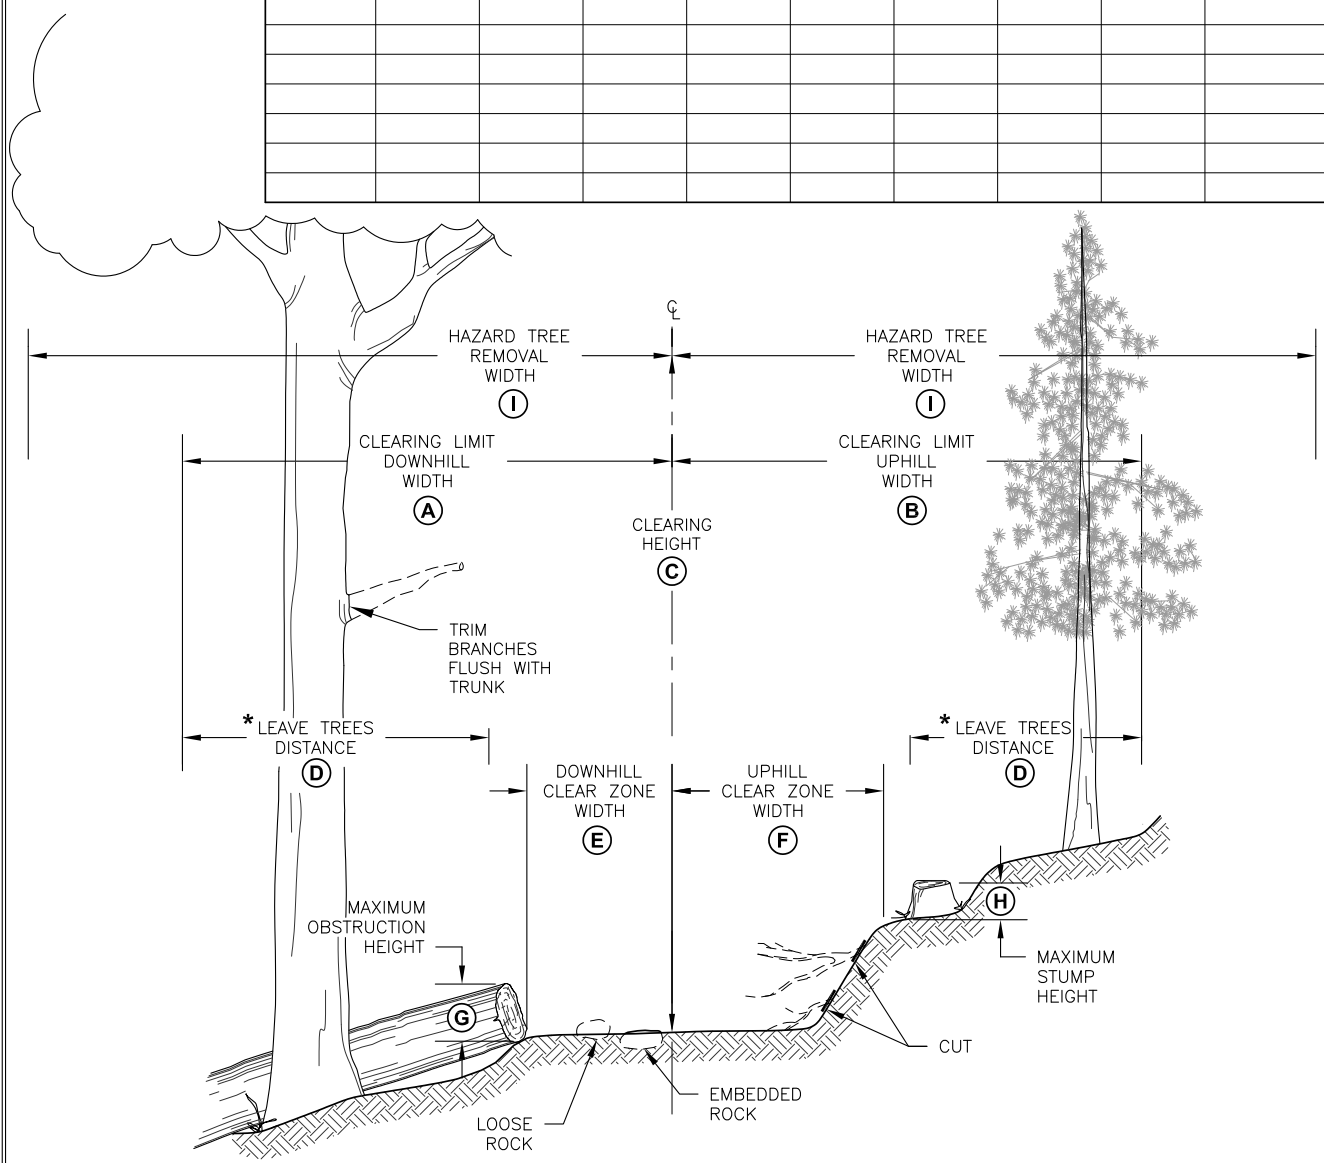 ℄
HAZARD TREE
REMOVAL
WIDTH
I
HAZARD TREE
REMOVAL
WIDTH
I
CLEARING LIMIT
DOWNHILL
WIDTH
A
CLEARING LIMIT
UPHILL
WIDTH
B
CLEARING
HEIGHT
C
TRIM
BRANCHES
FLUSH WITH
TRUNK
* LEAVE TREES
DISTANCE
D
* LEAVE TREES
DISTANCE
D
DOWNHILL
CLEAR ZONE
WIDTH
E
UPHILL
CLEAR ZONE
WIDTH
F
MAXIMUM
OBSTRUCTION
HEIGHT
G
H
MAXIMUM
STUMP
HEIGHT
CUT
EMBEDDED
ROCK
LOOSE
ROCK